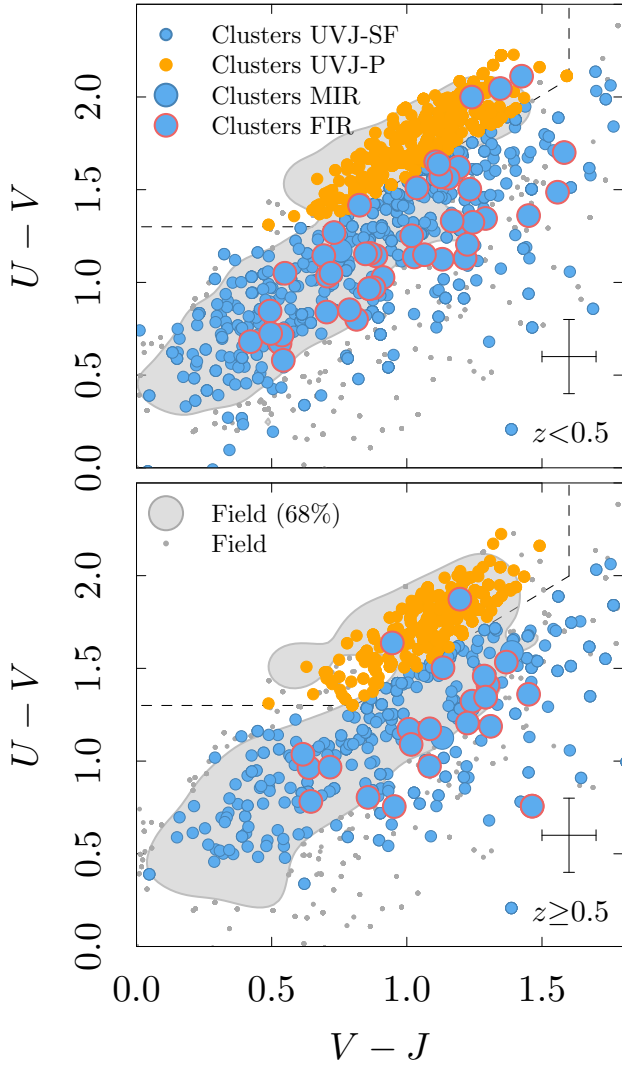 Clusters UVJ-SF
Clusters UVJ-P
Clusters MIR
Clusters FIR
2.0
1.5
1.0
0.5
0.0
U − V
z<0.5
Field (68%)
Field
2.0
1.5
1.0
0.5
0.0
U − V
z≥0.5
0.0 0.5 1.0 1.5
V − J